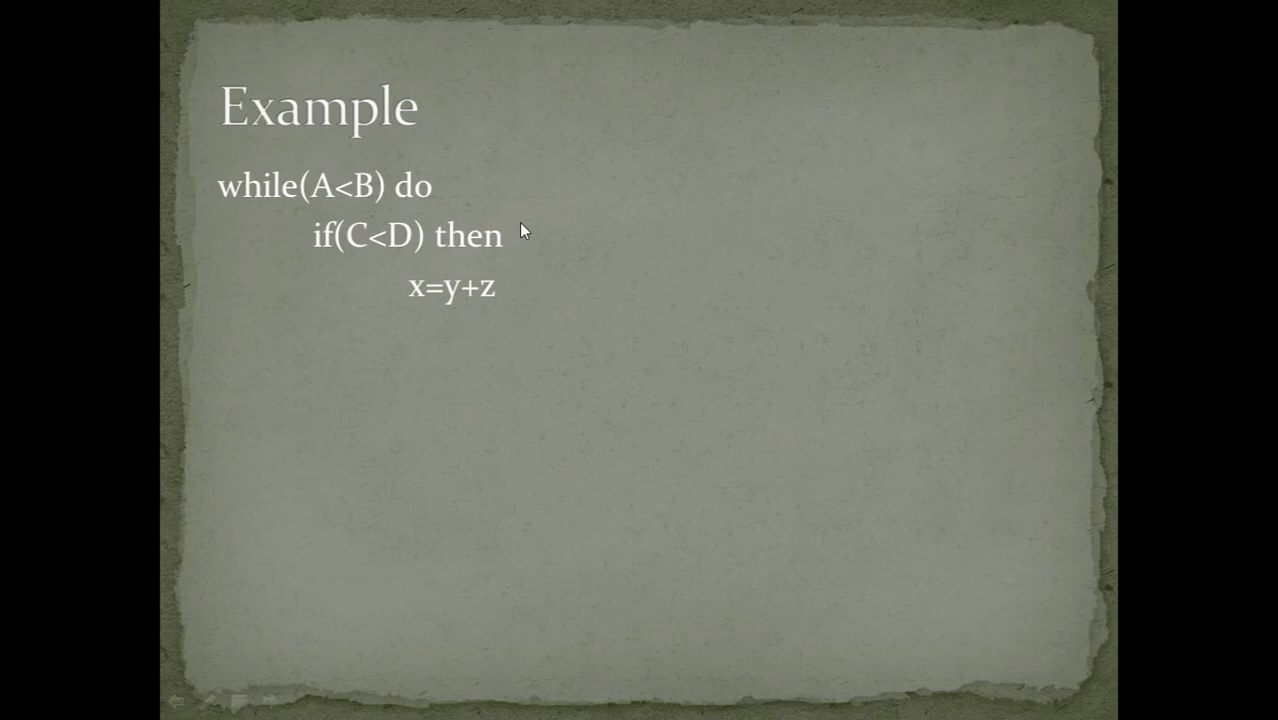 Example
while(A<B) do
if(C<D) then
x=y+z